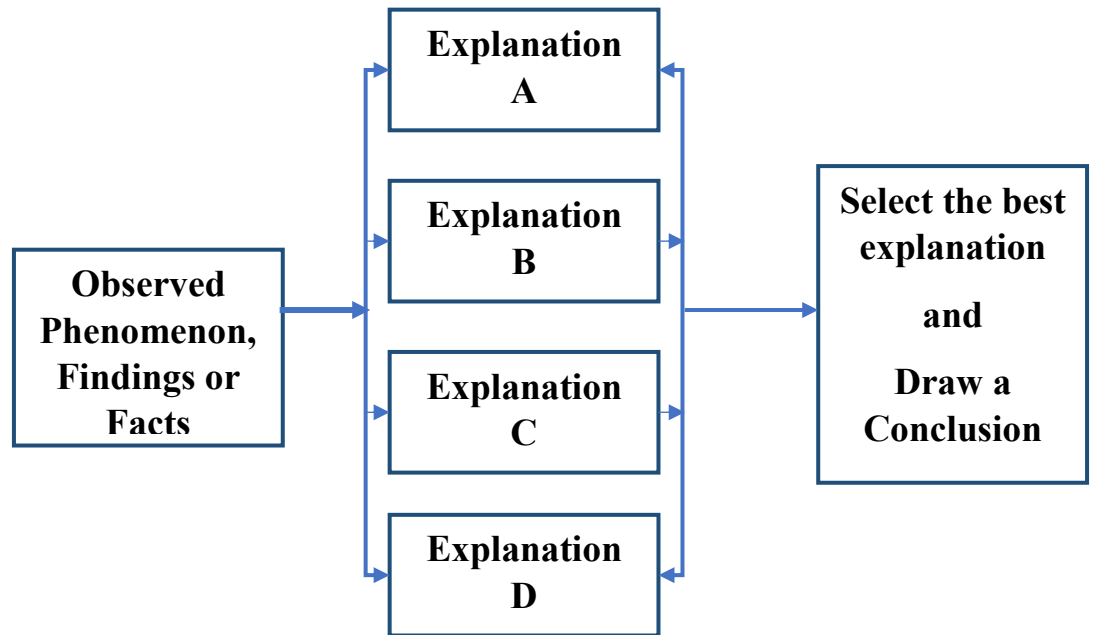 Observed
Phenomenon,
Findings or
Facts
Explanation
A
Explanation
B
Explanation
C
Explanation
D
Select the best
explanation
and
Draw a
Conclusion